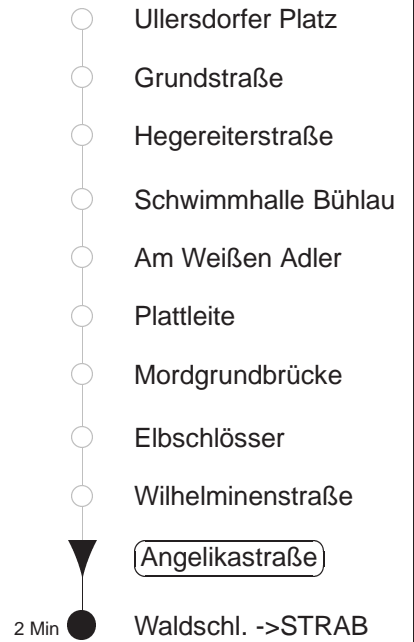 Ullersdorfer Platz
Grundstraße
Hegereiterstraße
Schwimmhalle Bühlau
Am Weißen Adler
Plattleite
Mordgrundbrücke
Elbschlösser
Wilhelminenstraße
Angelikastraße
2 Min Waldschl. ->STRAB